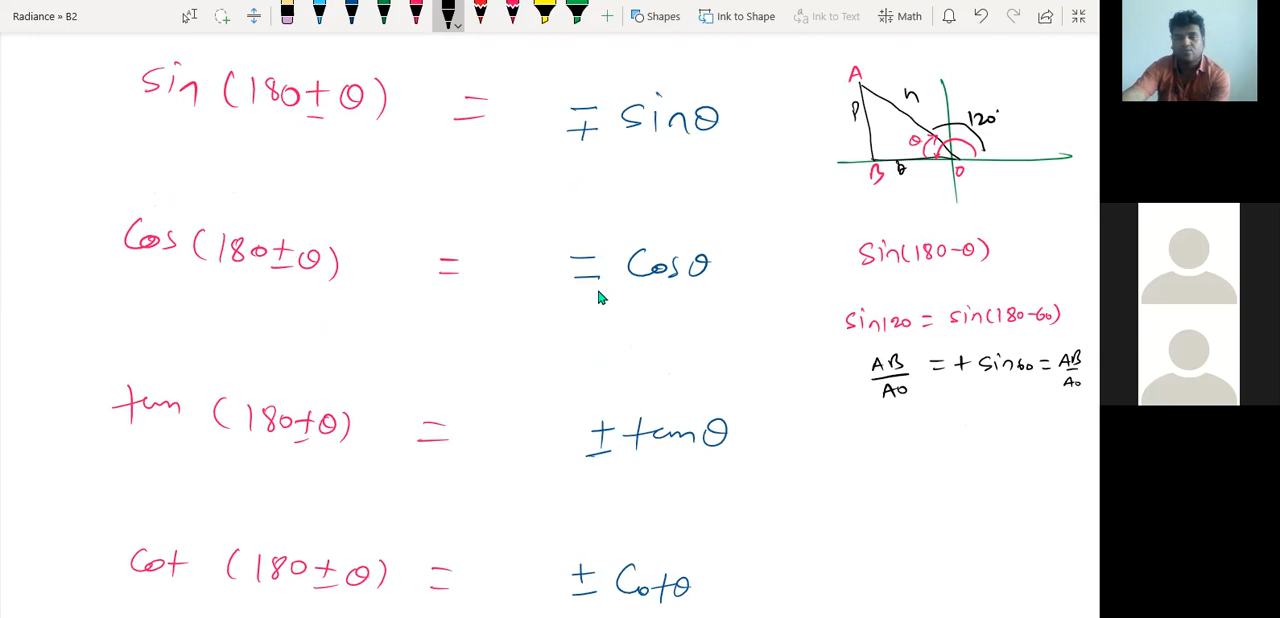 Radiance » B2
Shapes
Ink to Shape
Ink to Text
Math
sin (180 ± θ) = ∓ sinθ
Cos (180 ± θ) = = Cosθ
tan (180 ± θ) = ± tanθ
Cot (180 ± θ) = ± Cotθ
A
h
P
120°
θ
B
b
O
Sin(180-θ)
Sin120 = Sin(180-60)
AB/AO = + Sin60 = AB/AO